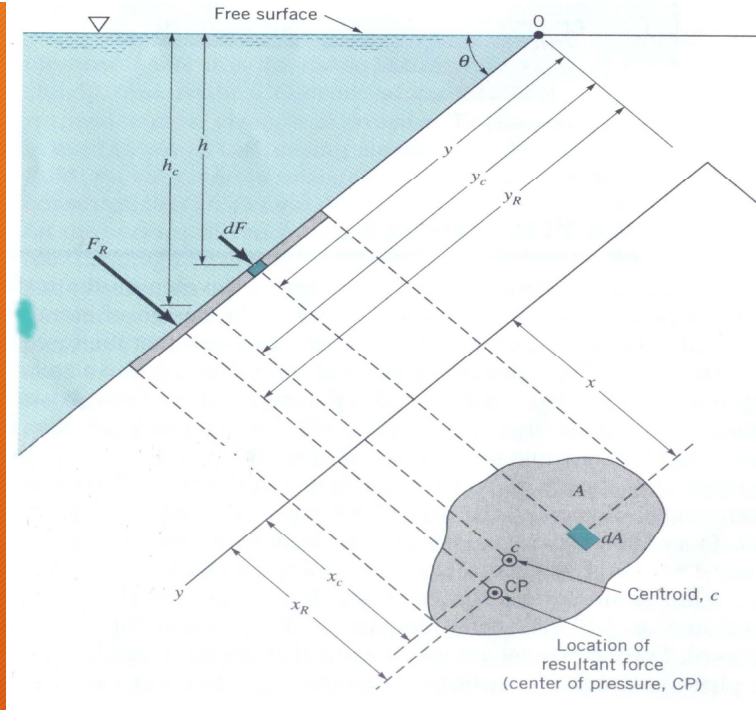 Free surface
O
θ
h
h_c
y
y_c
y_R
dF
F_R
x
A
dA
c
CP
x_c
x_R
y
Centroid, c
Location of
resultant force
(center of pressure, CP)